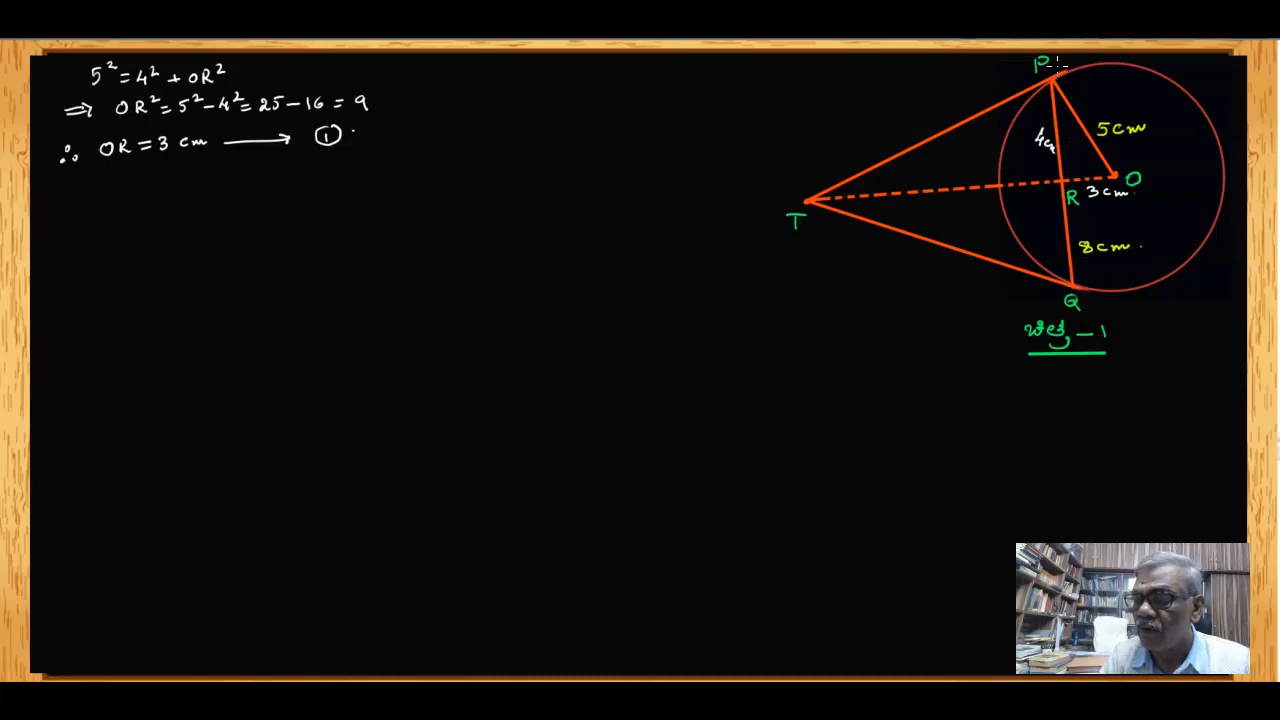 5² = 4² + OR²
⇒ OR² = 5² − 4² = 25 − 16 = 9
∴ OR = 3 cm ⟶ ①
P
5cm
4cm
O
R 3cm
T
8cm
Q
ಚಿತ್ರ − 1